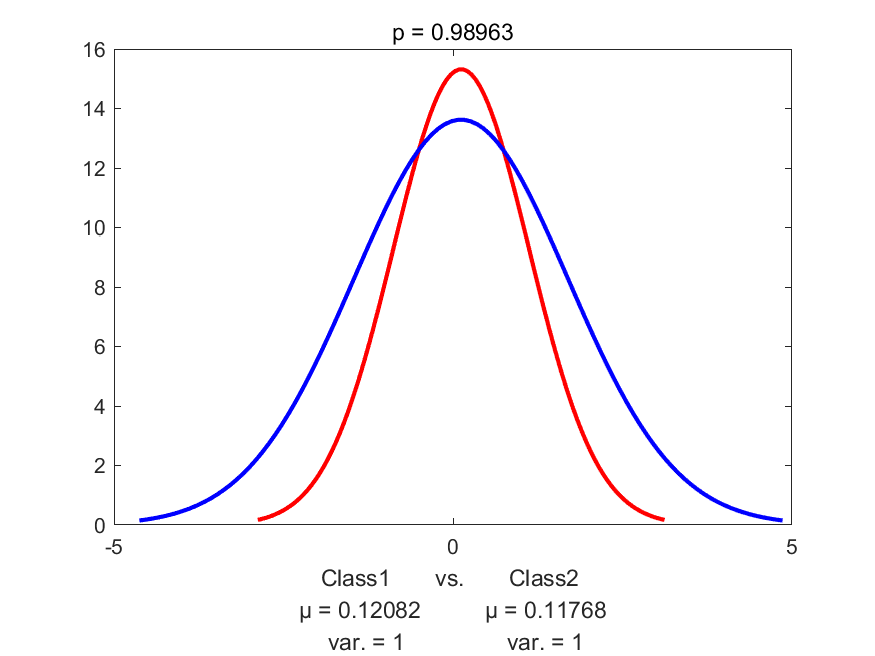 p = 0.98963
16
14
12
10
8
6
4
2
0
-5 0 5
Class1 vs. Class2
μ = 0.12082 μ = 0.11768
var. = 1 var. = 1